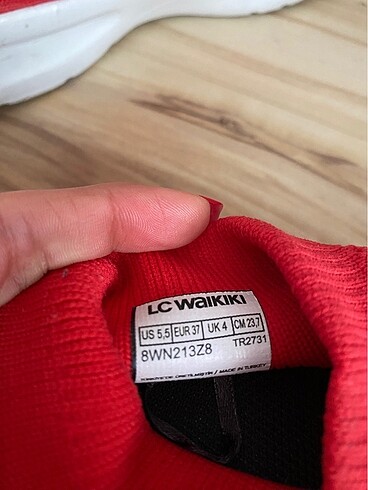 LC WAIKIKI
US 5,5 EUR 37 UK 4 CM 23,7
8WN213Z8 TR2731
/ MADE IN TURKEY